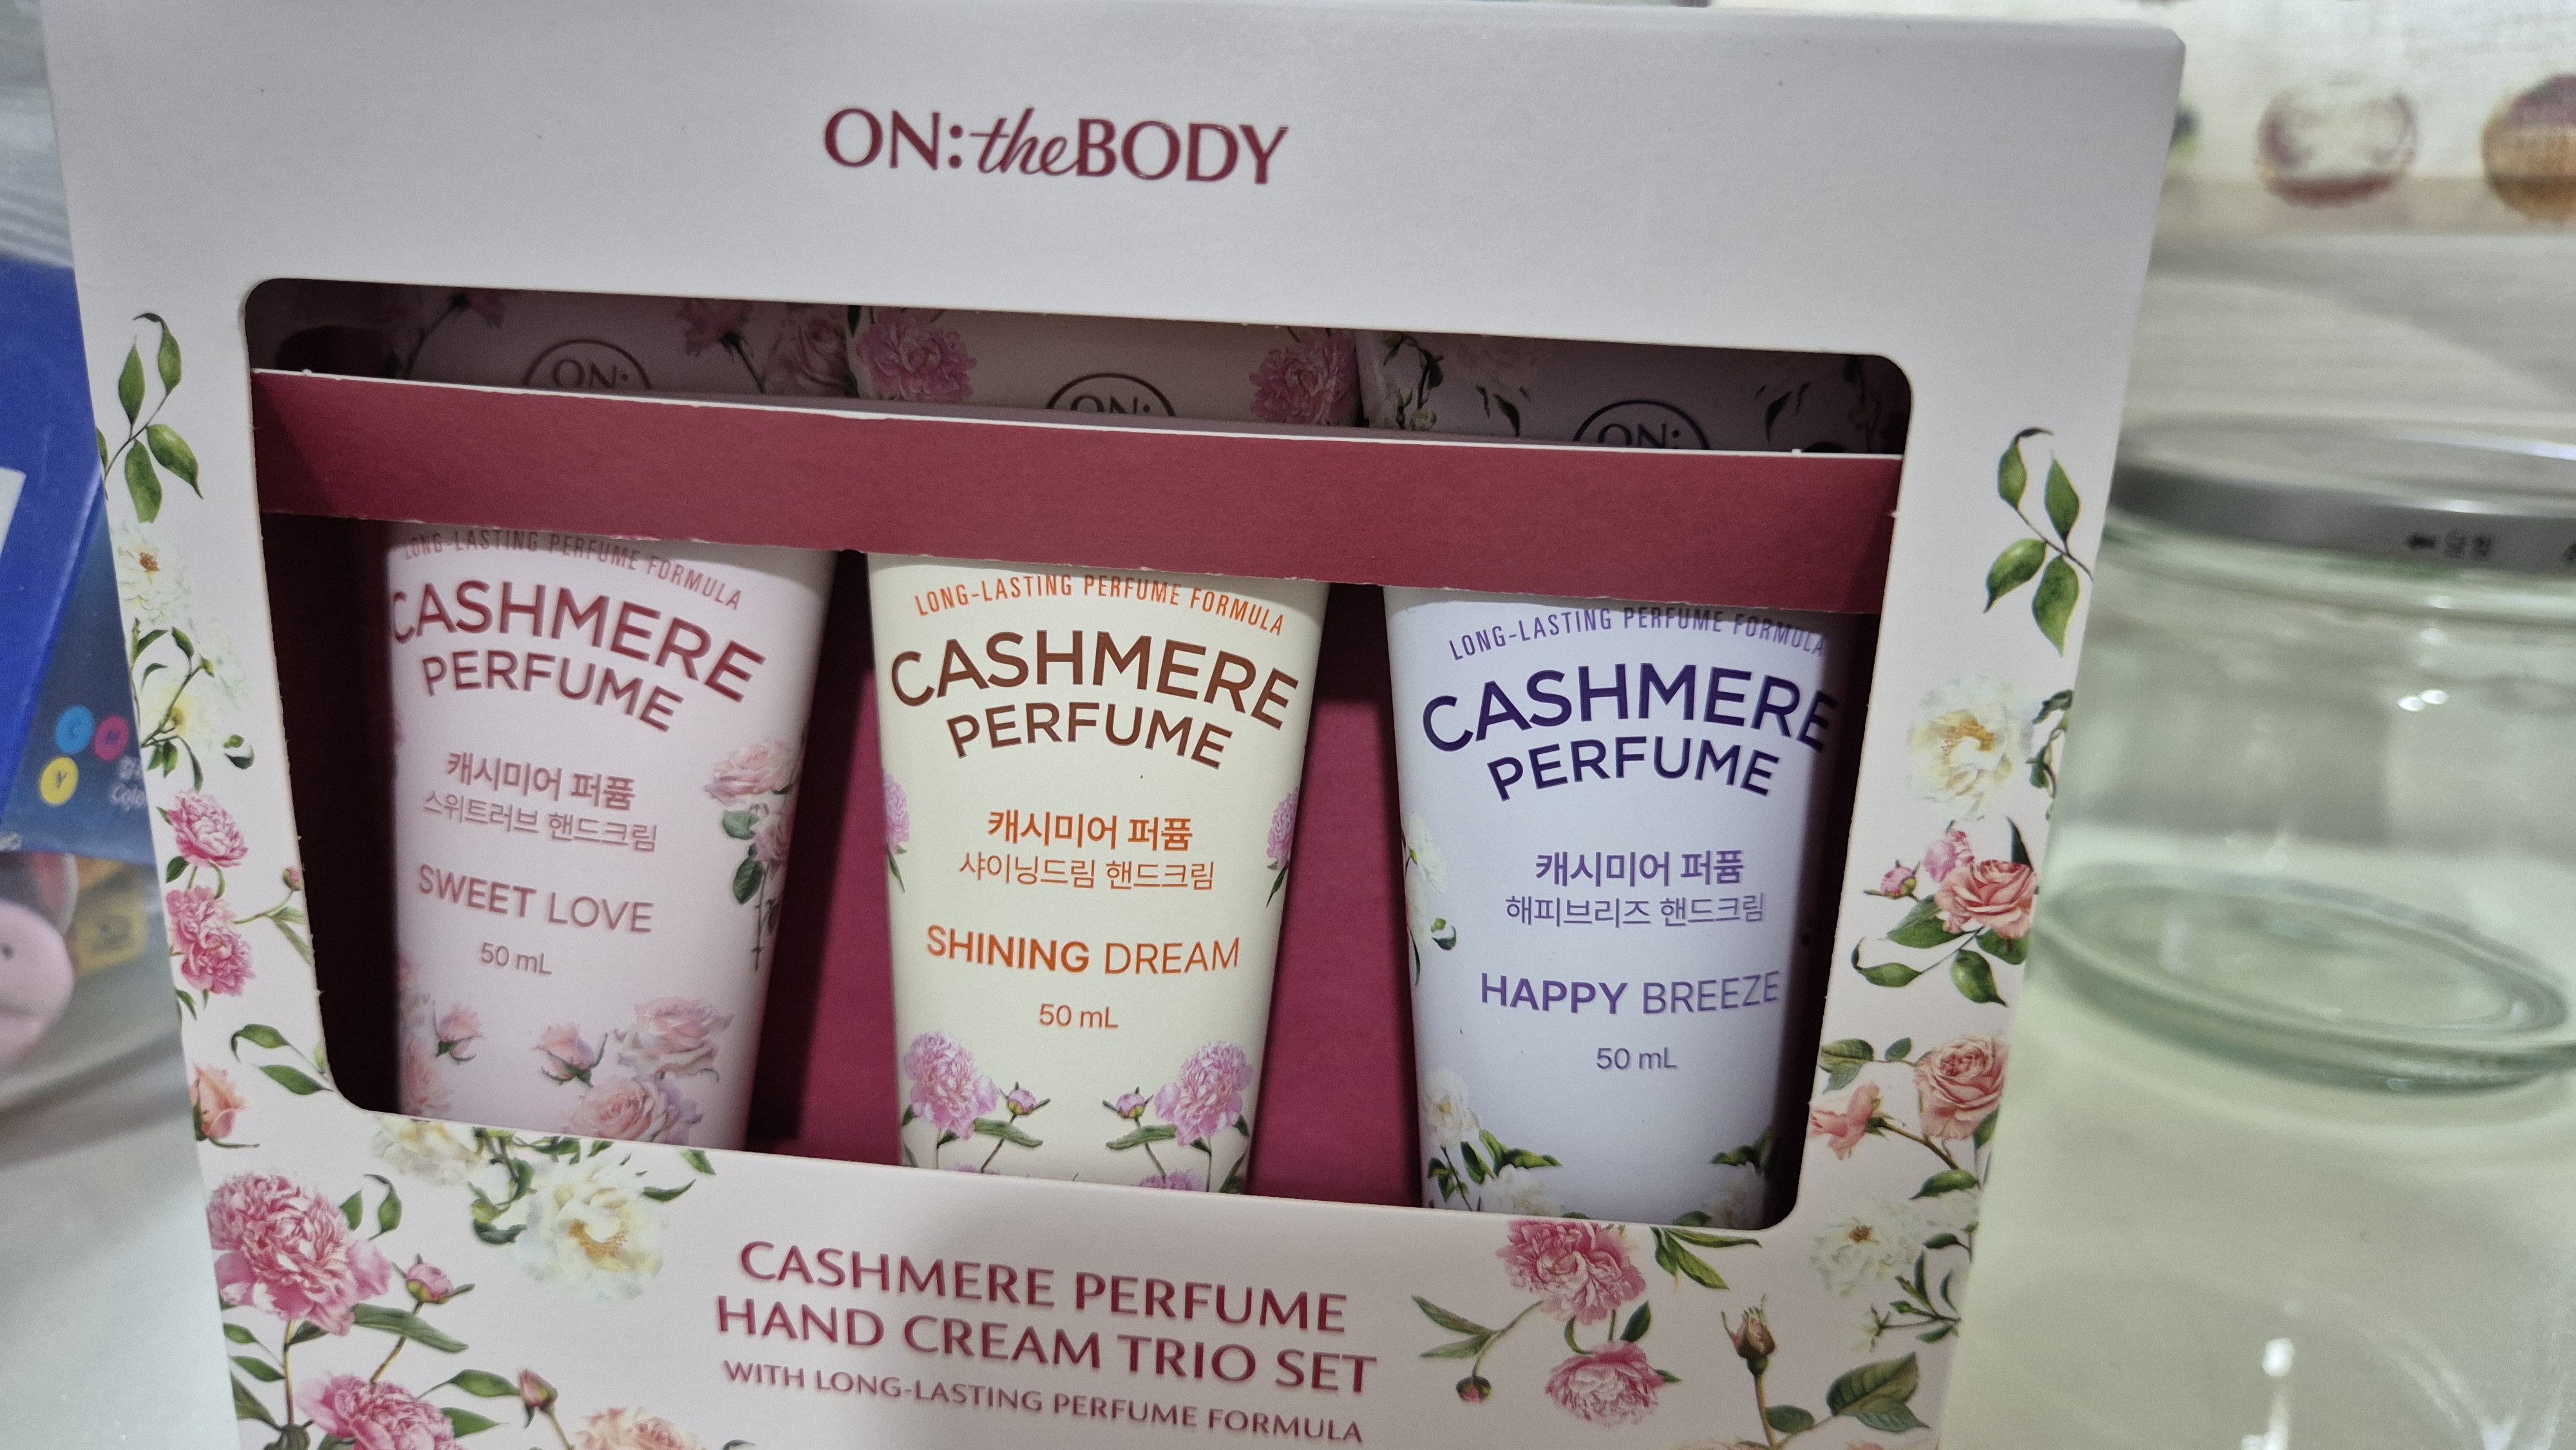 ON:theBODY
ON:
ON:
ON:
LONG-LASTING PERFUME FORMULA
CASHMERE
PERFUME
캐시미어 퍼퓸
스위트러브 핸드크림
SWEET LOVE
50 mL
LONG-LASTING PERFUME FORMULA
CASHMERE
PERFUME
캐시미어 퍼퓸
샤이닝드림 핸드크림
SHINING DREAM
50 mL
LONG-LASTING PERFUME FORMULA
CASHMERE
PERFUME
캐시미어 퍼퓸
해피브리즈 핸드크림
HAPPY BREEZE
50 mL
CASHMERE PERFUME
HAND CREAM TRIO SET
WITH LONG-LASTING PERFUME FORMULA
C M
Y